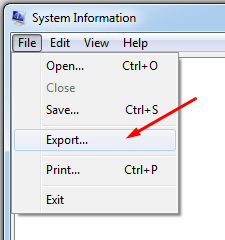 System Information
File Edit View Help
Open... Ctrl+O
Close
Save... Ctrl+S
Export...
Print... Ctrl+P
Exit